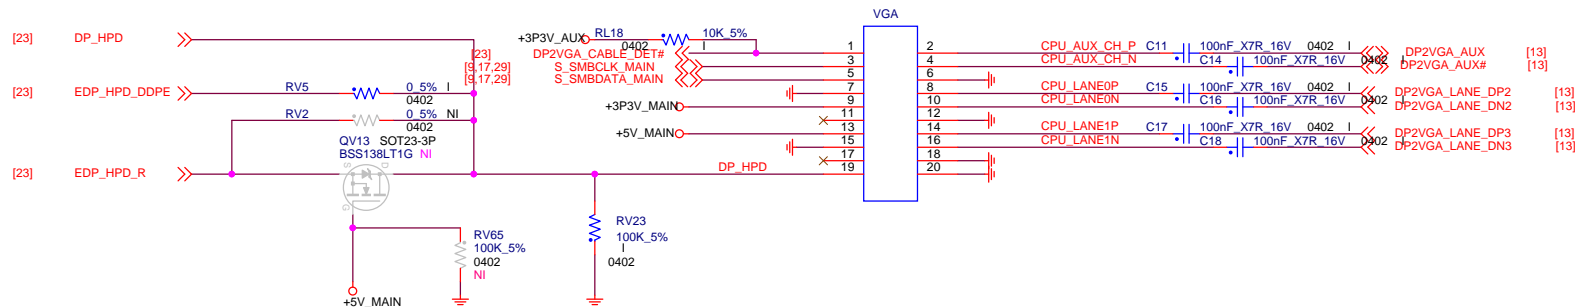 VGA
[23] DP_HPD
+3P3V_AUX RL18 10K_5%
0402 I
DP2VGA_CABLE_DET# [23]
S_SMBCLK_MAIN [9,17,29]
S_SMBDATA_MAIN [9,17,29]
1 2 CPU_AUX_CH_P C11 100nF_X7R_16V 0402 I DP2VGA_AUX [13]
3 4 CPU_AUX_CH_N C14 100nF_X7R_16V 0402 I DP2VGA_AUX# [13]
5 6
[23] EDP_HPD_DDPE RV5 0_5% I
0402
7 8 CPU_LANE0P C15 100nF_X7R_16V 0402 I DP2VGA_LANE_DP2 [13]
+3P3V_MAIN 9 10 CPU_LANE0N C16 100nF_X7R_16V 0402 I DP2VGA_LANE_DN2 [13]
RV2 0_5% NI
0402
11 12
+5V_MAIN 13 14 CPU_LANE1P C17 100nF_X7R_16V 0402 I DP2VGA_LANE_DP3 [13]
15 16 CPU_LANE1N C18 100nF_X7R_16V 0402 I DP2VGA_LANE_DN3 [13]
QV13 SOT23-3P
BSS138LT1G NI
17 18
[23] EDP_HPD_R DP_HPD 19 20
S D
G
RV23
100K_5%
I
0402
RV65
100K_5%
0402
NI
+5V_MAIN